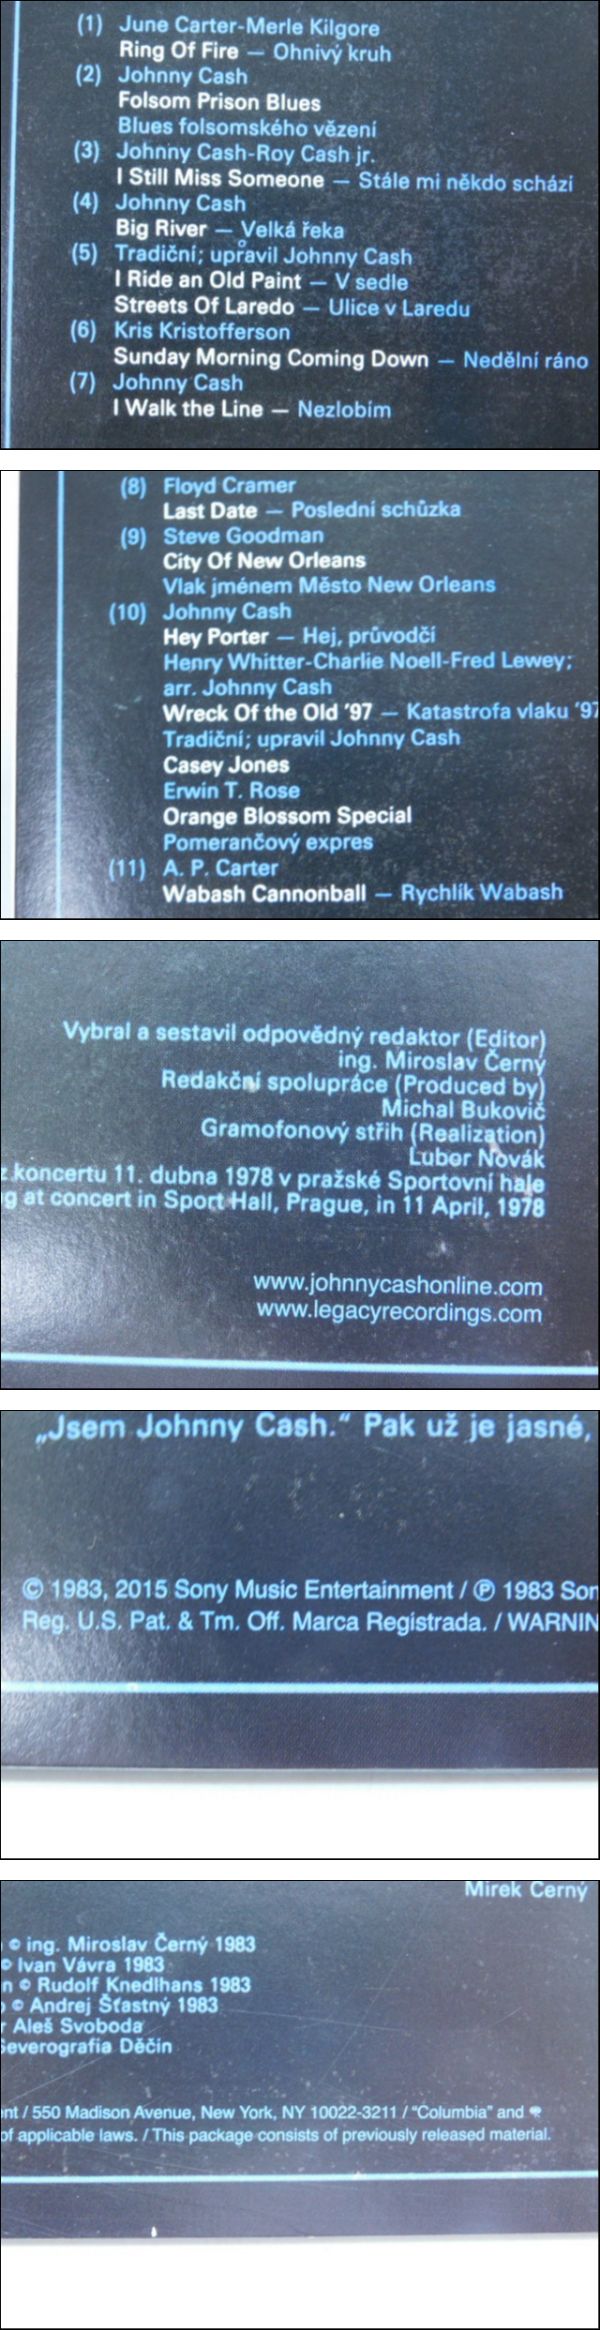 (1) June Carter-Merle Kilgore
Ring Of Fire — Ohnivý kruh
(2) Johnny Cash
Folsom Prison Blues
Blues folsomského vězení
(3) Johnny Cash-Roy Cash jr.
I Still Miss Someone — Stále mi někdo schází
(4) Johnny Cash
Big River — Velká řeka
(5) Tradiční; upravil Johnny Cash
I Ride an Old Paint — V sedle
Streets Of Laredo — Ulice v Laredu
(6) Kris Kristofferson
Sunday Morning Coming Down — Nedělní ráno
(7) Johnny Cash
I Walk the Line — Nezlobím
(8) Floyd Cramer
Last Date — Poslední schůzka
(9) Steve Goodman
City Of New Orleans
Vlak jménem Město New Orleans
(10) Johnny Cash
Hey Porter — Hej, průvodčí
Henry Whitter-Charlie Noell-Fred Lewey;
arr. Johnny Cash
Wreck Of the Old '97 — Katastrofa vlaku '97
Tradiční; upravil Johnny Cash
Casey Jones
Erwin T. Rose
Orange Blossom Special
Pomerančový expres
(11) A. P. Carter
Wabash Cannonball — Rychlík Wabash
Vybral a sestavil odpovědný redaktor (Editor)
ing. Miroslav Černý
Redakční spolupráce (Produced by)
Michal Bukovič
Gramofonový střih (Realization)
Lubor Novák
z koncertu 11. dubna 1978 v pražské Sportovní hale
g at concert in Sport Hall, Prague, in 11 April, 1978
www.johnnycashonline.com
www.legacyrecordings.com
„Jsem Johnny Cash.“ Pak už je jasné,
© 1983, 2015 Sony Music Entertainment / ℗ 1983 Son
Reg. U.S. Pat. & Tm. Off. Marca Registrada. / WARNIN
Mirek Černý
© ing. Miroslav Černý 1983
© Ivan Vávra 1983
n © Rudolf Knedlhans 1983
© Andrej Šťastný 1983
r Aleš Svoboda
Severografia Děčín
nt / 550 Madison Avenue, New York, NY 10022-3211 / "Columbia" and
of applicable laws. / This package consists of previously released material.